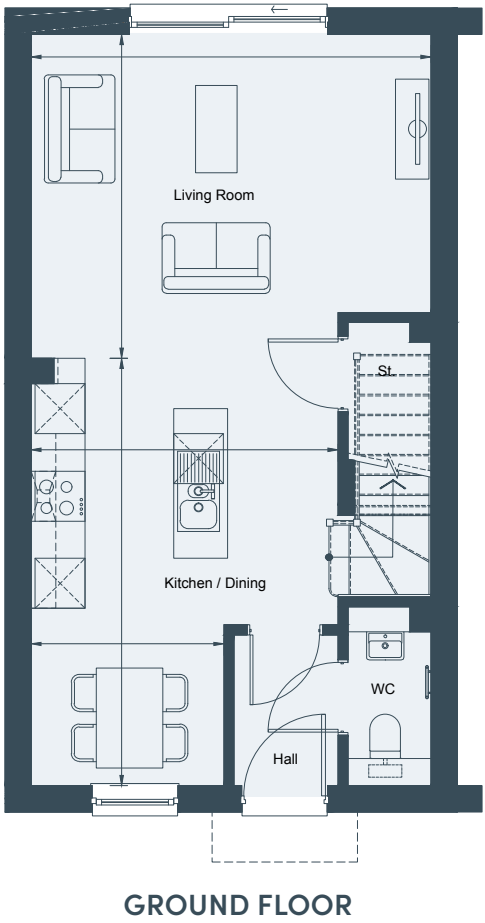 Living Room
St.
Kitchen / Dining
WC
Hall
GROUND FLOOR